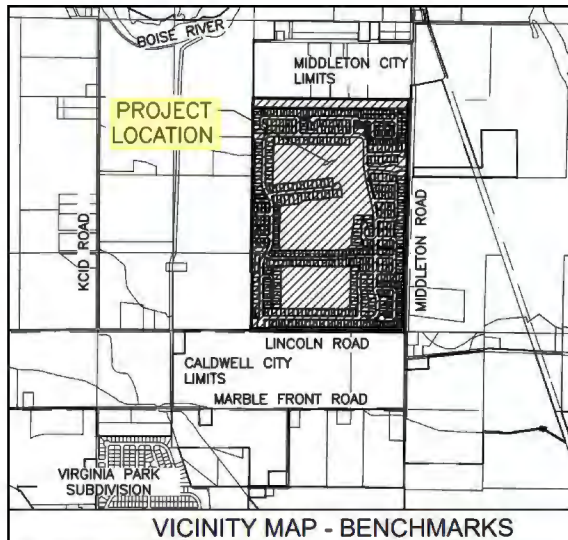 BOISE RIVER
MIDDLETON CITY
LIMITS
PROJECT
LOCATION
KCID ROAD
MIDDLETON ROAD
LINCOLN ROAD
CALDWELL CITY
LIMITS
MARBLE FRONT ROAD
VIRGINIA PARK
SUBDIVISION
VICINITY MAP - BENCHMARKS